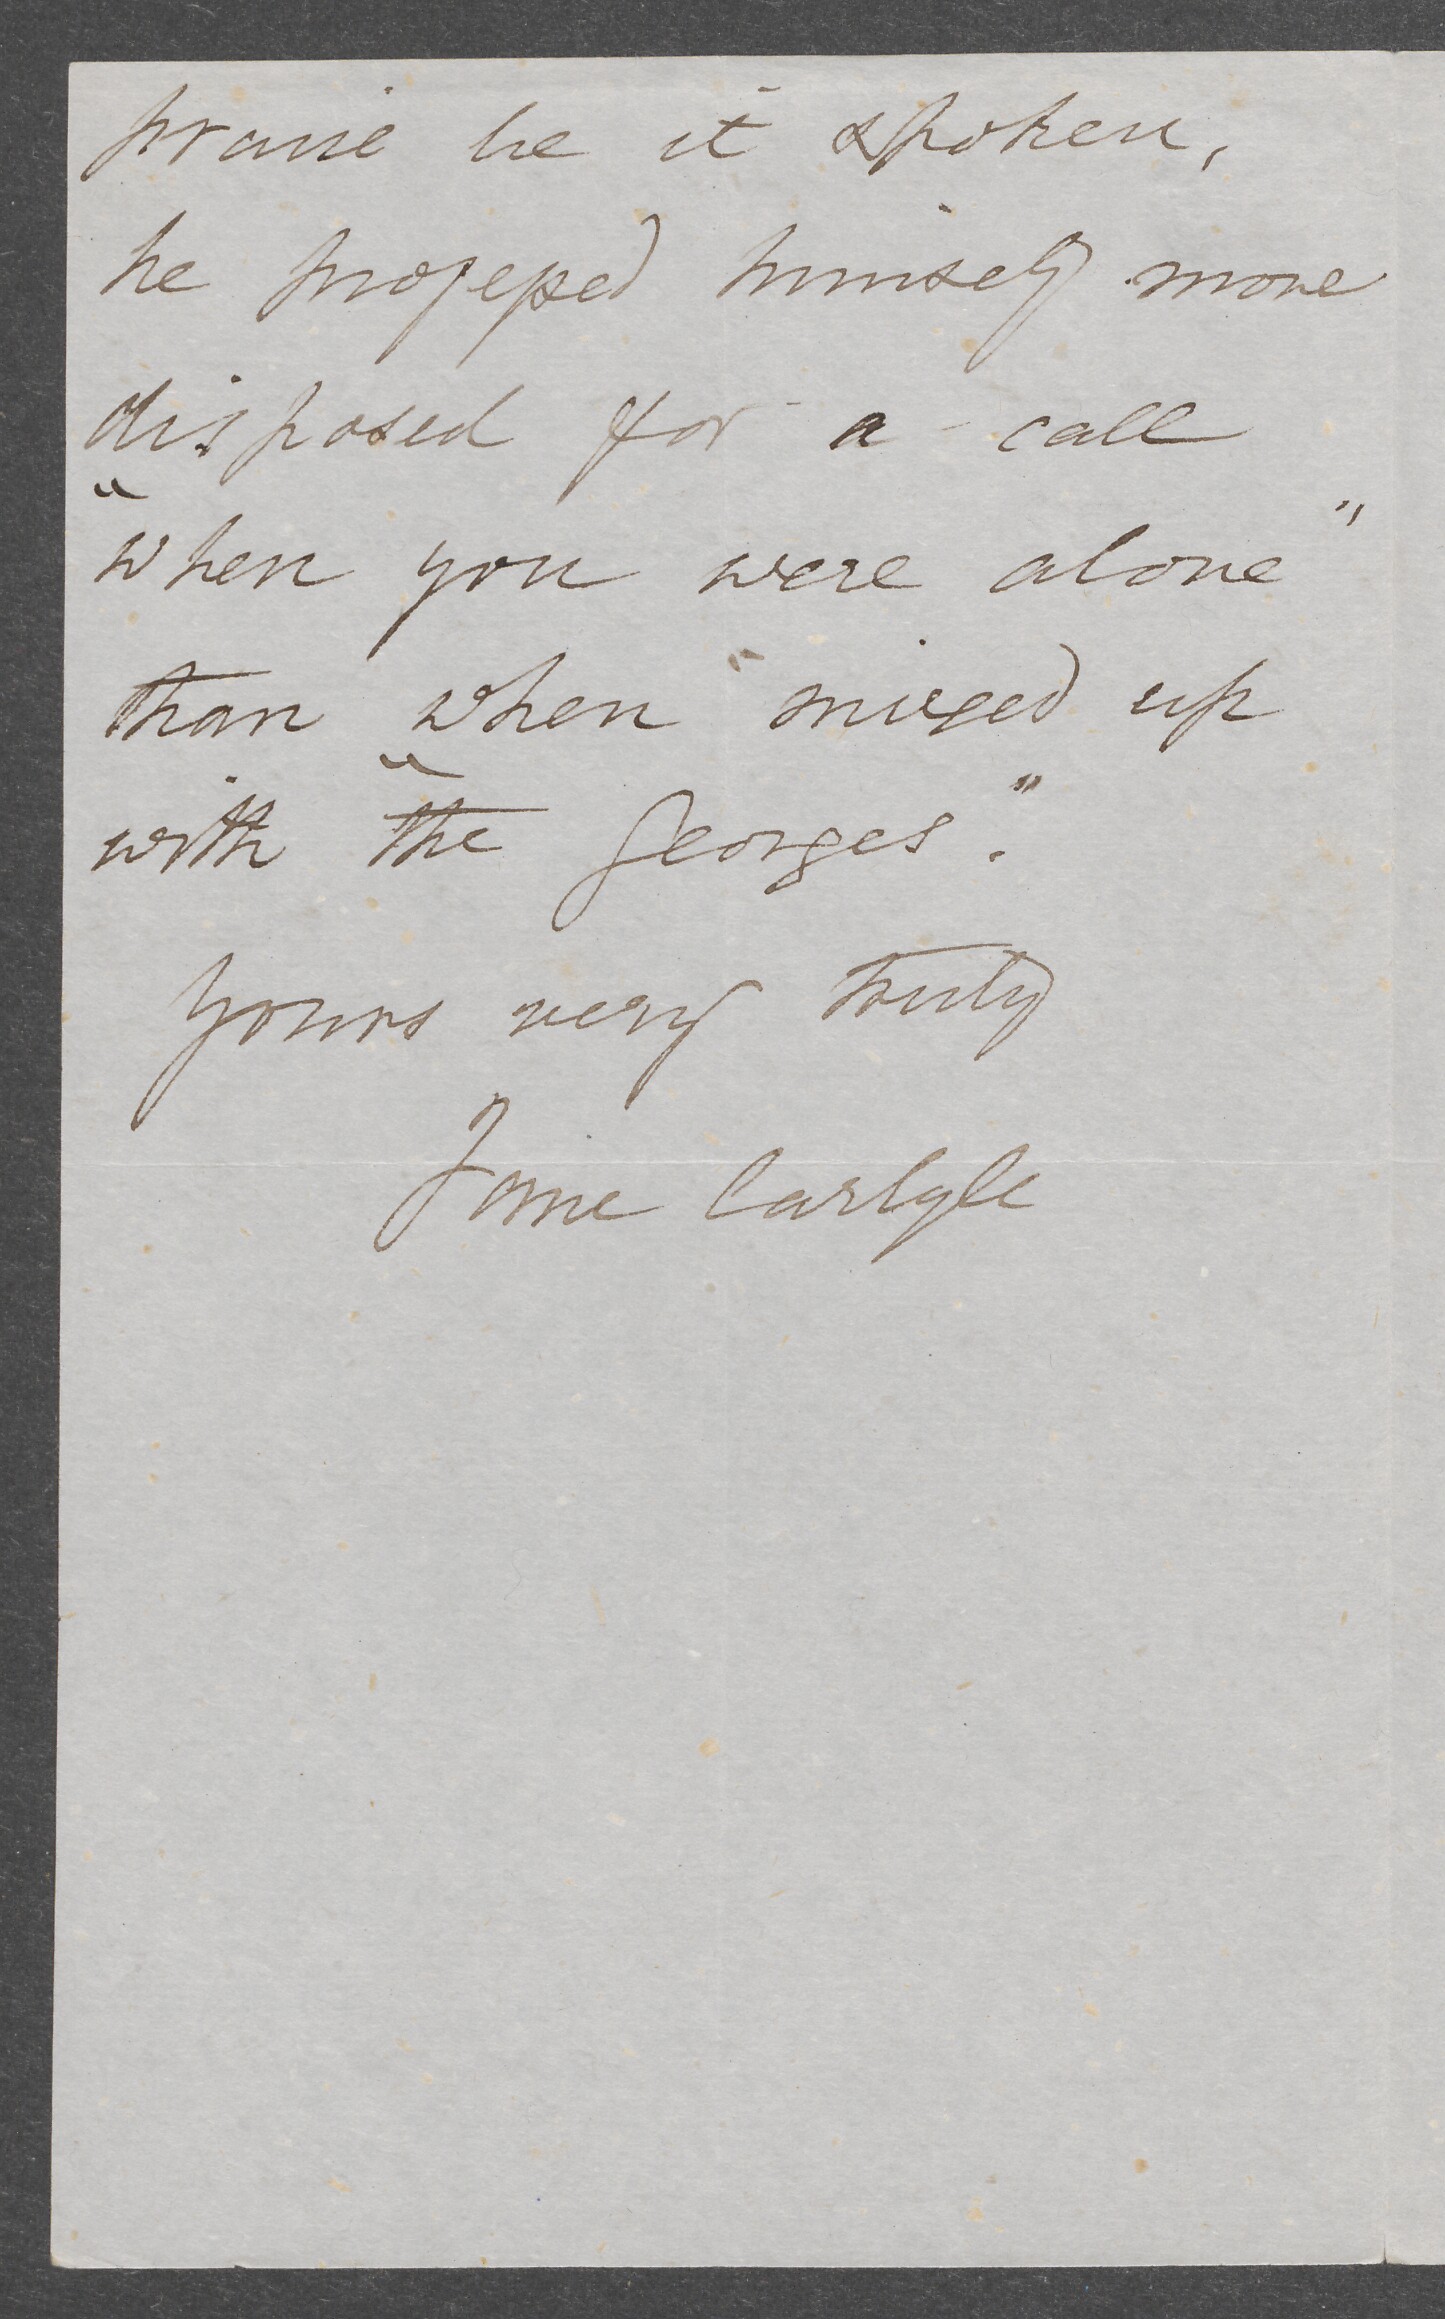 praise be it spoken,
he professed himself more
disposed for a call
"when you were alone"
than when "mixed up
with "the Georges."
Yours very truly
Jane Carlyle